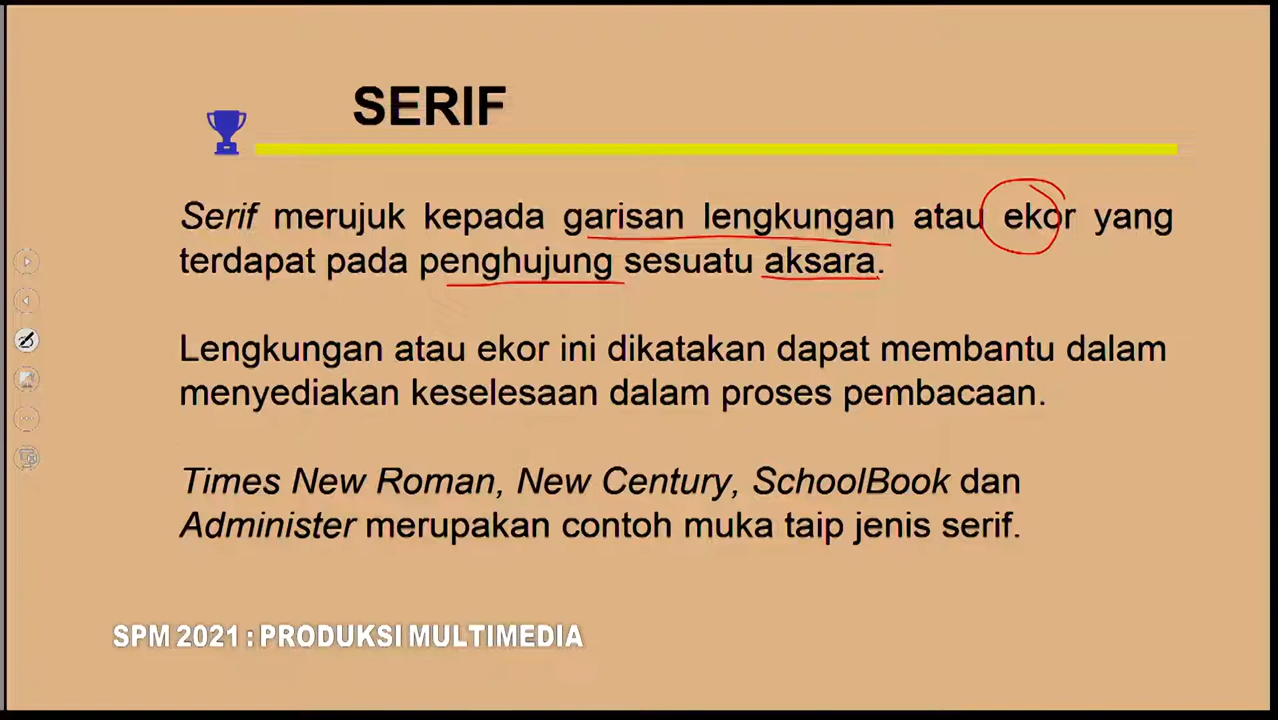 SERIF
Serif merujuk kepada garisan lengkungan atau ekor yang
terdapat pada penghujung sesuatu aksara.
Lengkungan atau ekor ini dikatakan dapat membantu dalam
menyediakan keselesaan dalam proses pembacaan.
Times New Roman, New Century, SchoolBook dan
Administer merupakan contoh muka taip jenis serif.
SPM 2021 : PRODUKSI MULTIMEDIA